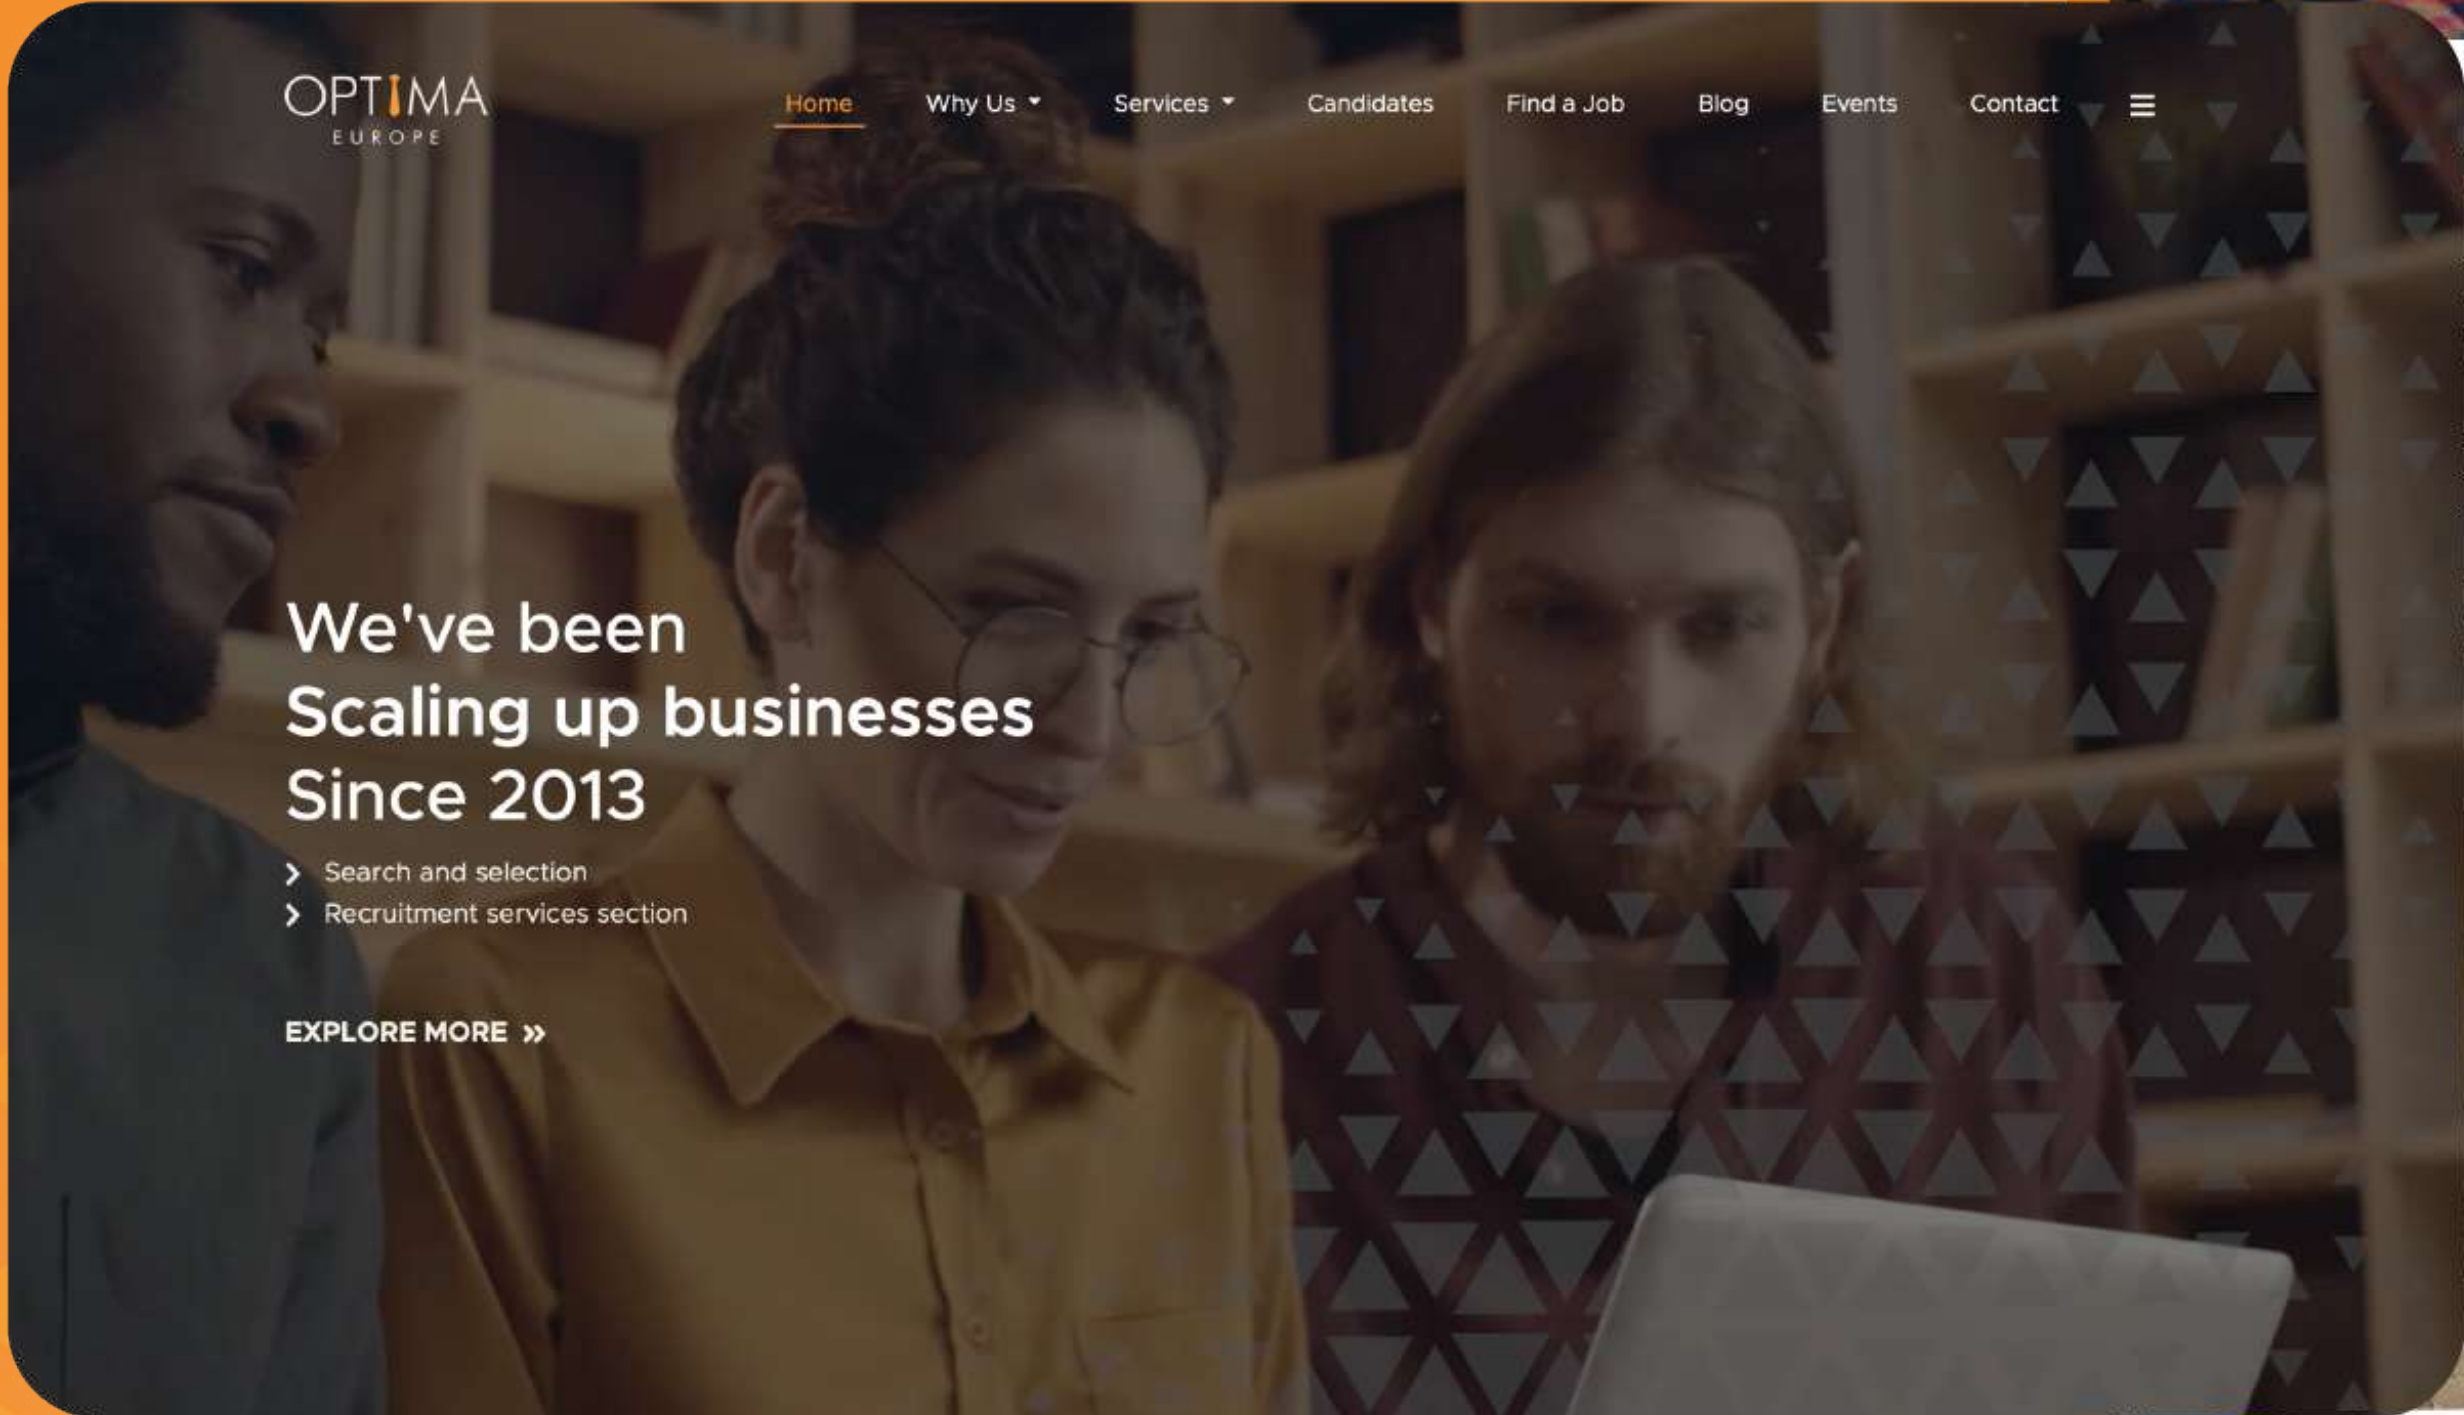 OPTIMA
EUROPE
Home Why Us Services Candidates Find a Job Blog Events Contact
We've been
Scaling up businesses
Since 2013
Search and selection
Recruitment services section
EXPLORE MORE »